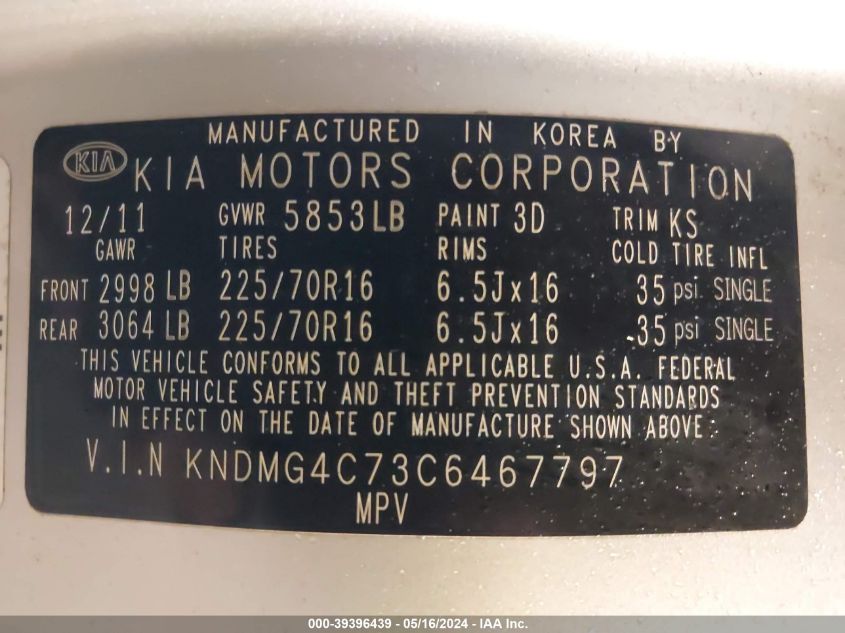 MANUFACTURED IN KOREA BY
KIA KIA MOTORS CORPORATION
12/11 GVWR 5853LB PAINT 3D TRIM KS
GAWR TIRES RIMS COLD TIRE INFL
FRONT 2998 LB 225/70R16 6.5Jx16 35 psi SINGLE
REAR 3064 LB 225/70R16 6.5Jx16 35 psi SINGLE
THIS VEHICLE CONFORMS TO ALL APPLICABLE U.S.A. FEDERAL
MOTOR VEHICLE SAFETY AND THEFT PREVENTION STANDARDS
IN EFFECT ON THE DATE OF MANUFACTURE SHOWN ABOVE:
V.I.N KNDMG4C73C6467797
MPV
000-39396439 - 05/16/2024 - IAA Inc.